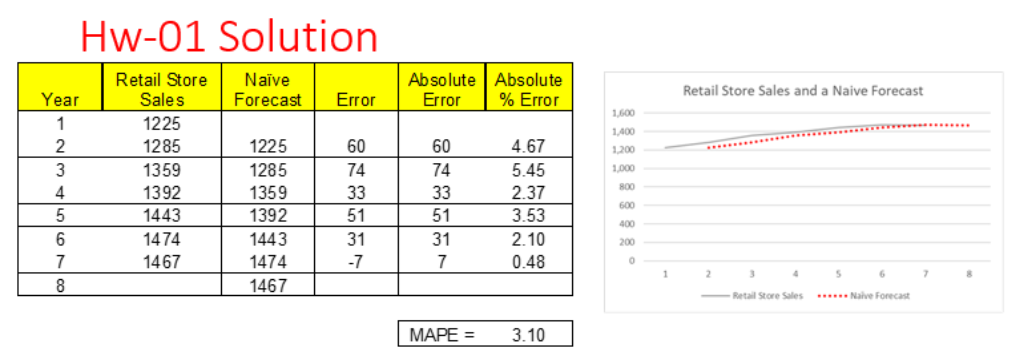 Hw-01 Solution
Retail Store Naïve Absolute Absolute
Year Sales Forecast Error Error % Error
1 1225
2 1285 1225 60 60 4.67
3 1359 1285 74 74 5.45
4 1392 1359 33 33 2.37
5 1443 1392 51 51 3.53
6 1474 1443 31 31 2.10
7 1467 1474 -7 7 0.48
8 1467
MAPE = 3.10
Retail Store Sales and a Naive Forecast
1,600
1,400
1,200
1,000
800
600
400
200
0
1 2 3 4 5 6 7 8
Retail Store Sales Naive Forecast